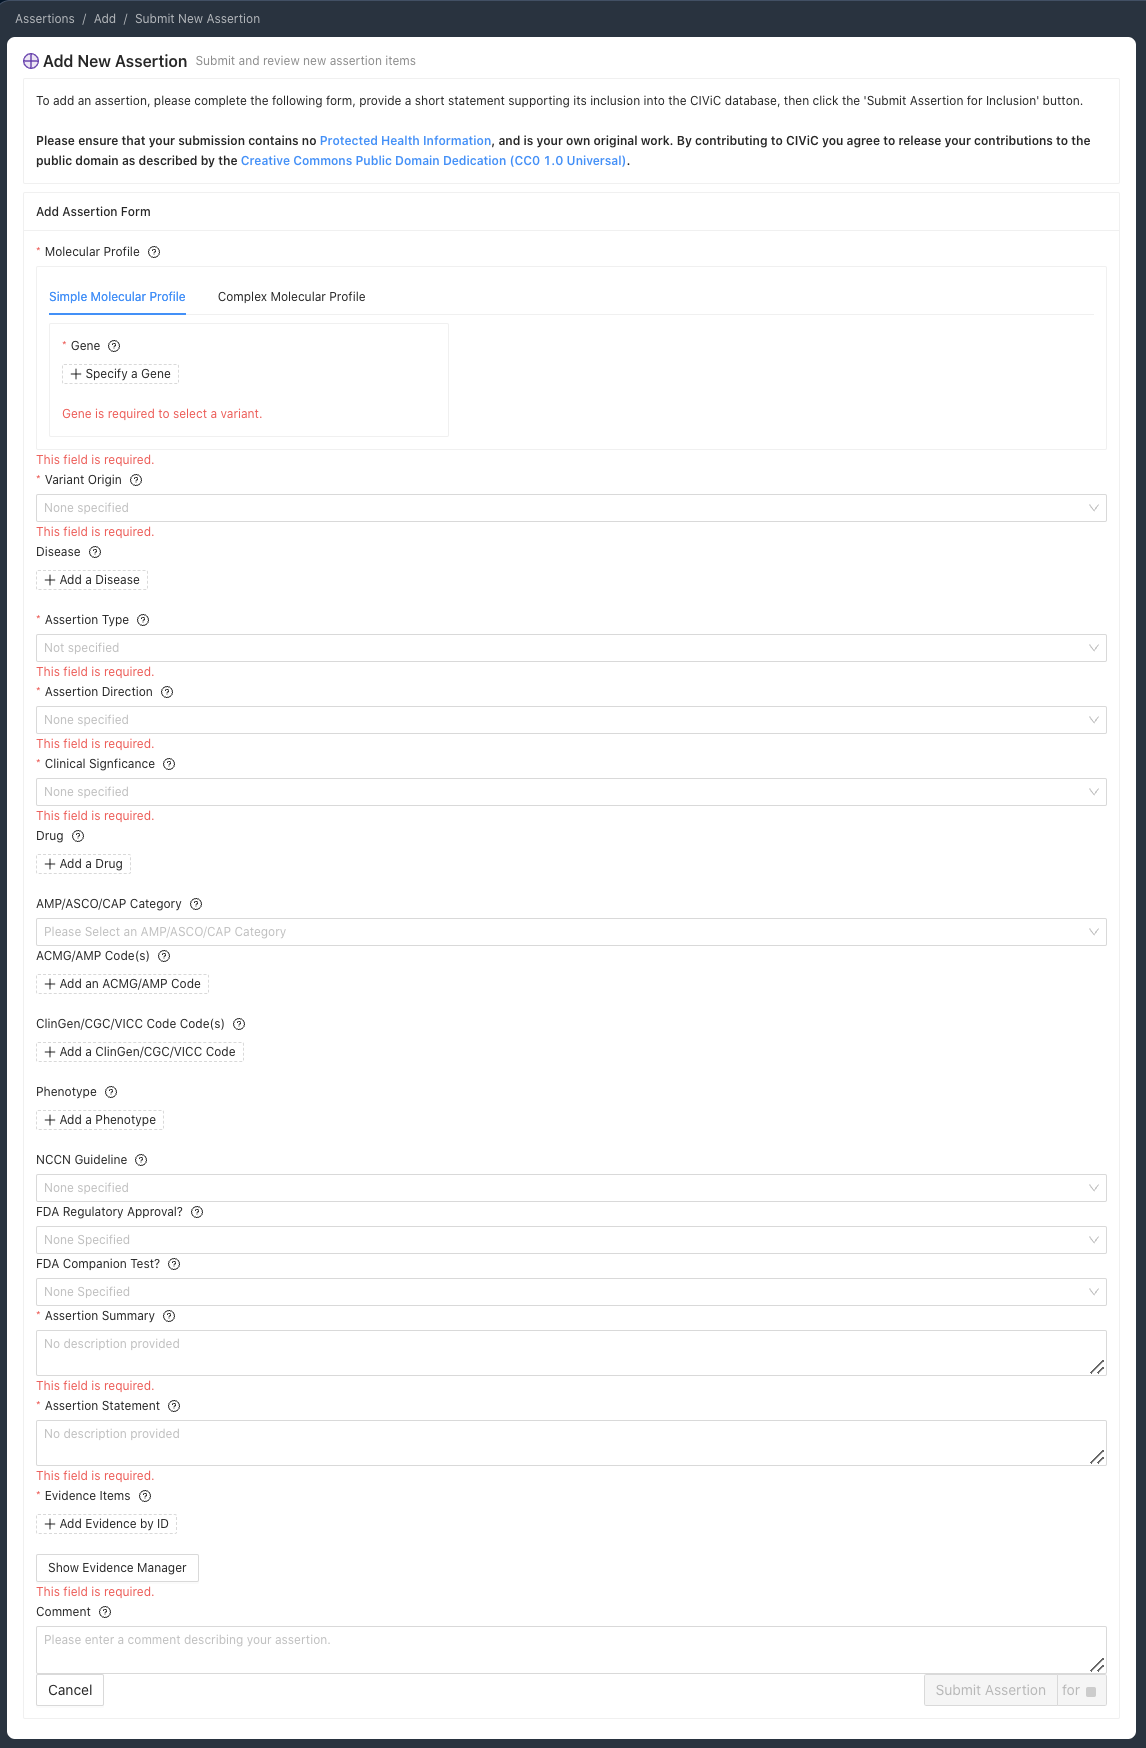 Assertions / Add / Submit New Assertion
Add New Assertion Submit and review new assertion items
To add an assertion, please complete the following form, provide a short statement supporting its inclusion into the CIViC database, then click the 'Submit Assertion for Inclusion' button.
Please ensure that your submission contains no Protected Health Information, and is your own original work. By contributing to CIViC you agree to release your contributions to the
public domain as described by the Creative Commons Public Domain Dedication (CC0 1.0 Universal).
Add Assertion Form
* Molecular Profile ?
Simple Molecular Profile Complex Molecular Profile
* Gene ?
+ Specify a Gene
Gene is required to select a variant.
This field is required.
* Variant Origin ?
None specified
This field is required.
Disease ?
+ Add a Disease
* Assertion Type ?
Not specified
This field is required.
* Assertion Direction ?
None specified
This field is required.
* Clinical Signficance ?
None specified
This field is required.
Drug ?
+ Add a Drug
AMP/ASCO/CAP Category ?
Please Select an AMP/ASCO/CAP Category
ACMG/AMP Code(s) ?
+ Add an ACMG/AMP Code
ClinGen/CGC/VICC Code Code(s) ?
+ Add a ClinGen/CGC/VICC Code
Phenotype ?
+ Add a Phenotype
NCCN Guideline ?
None specified
FDA Regulatory Approval? ?
None Specified
FDA Companion Test? ?
None Specified
* Assertion Summary ?
No description provided
This field is required.
* Assertion Statement ?
No description provided
This field is required.
* Evidence Items ?
+ Add Evidence by ID
Show Evidence Manager
This field is required.
Comment ?
Please enter a comment describing your assertion.
Cancel Submit Assertion for